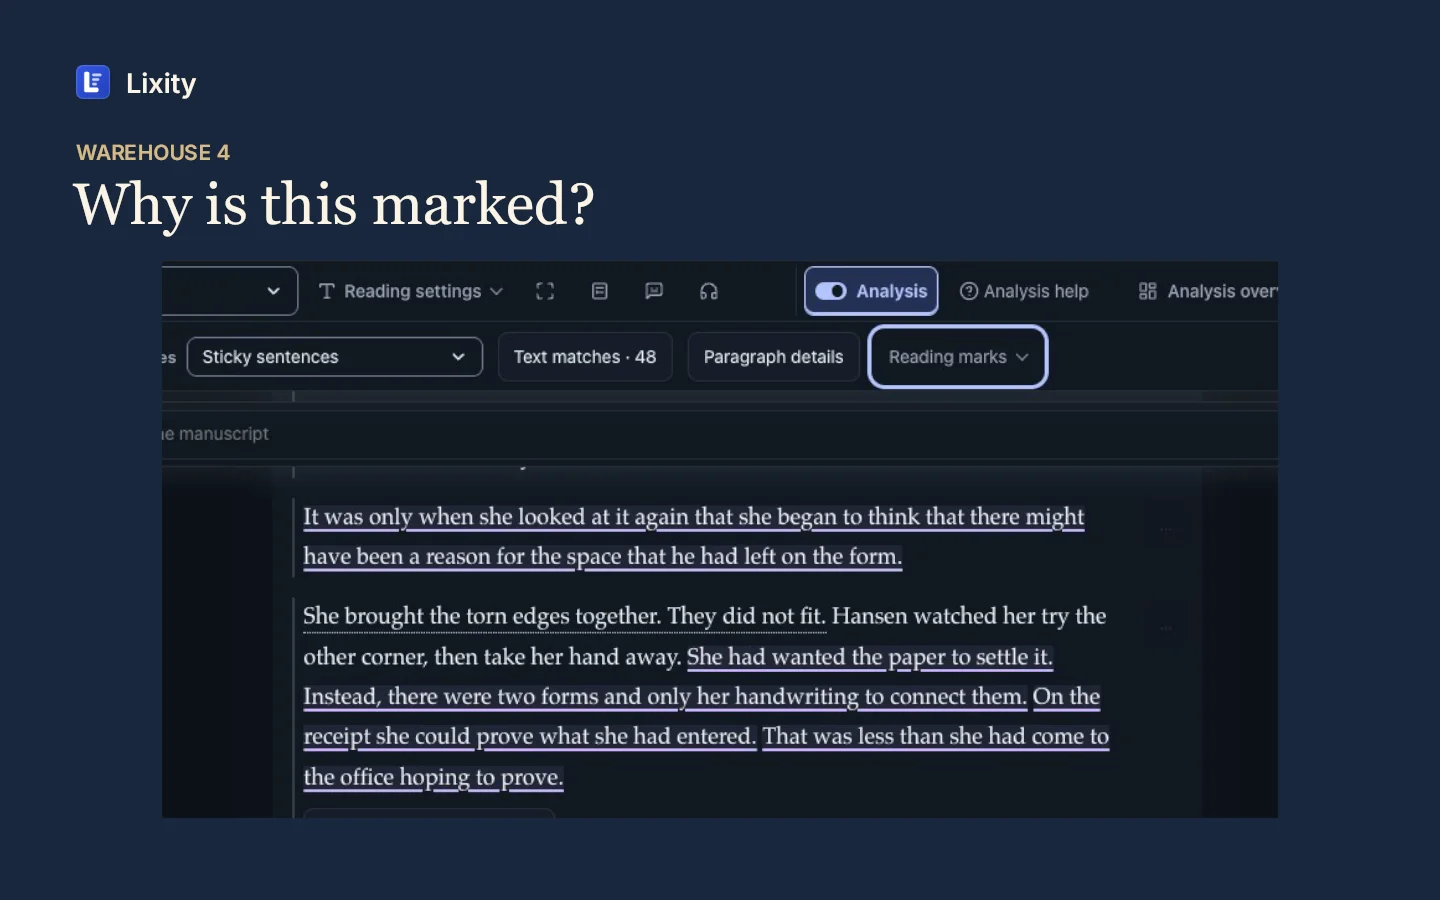 Lixity
WAREHOUSE 4
Why is this marked?
Reading settings
Analysis
Analysis help
Analysis over
es
Sticky sentences
Text matches · 48
Paragraph details
Reading marks
e manuscript
It was only when she looked at it again that she began to think that there might
have been a reason for the space that he had left on the form.
She brought the torn edges together. They did not fit. Hansen watched her try the
other corner, then take her hand away. She had wanted the paper to settle it.
Instead, there were two forms and only her handwriting to connect them. On the
receipt she could prove what she had entered. That was less than she had come to
the office hoping to prove.